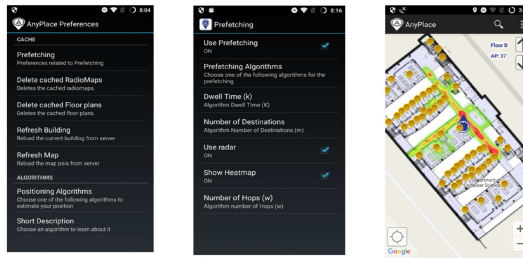 8:04
AnyPlace Preferences
CACHE
Prefetching
Preferences related to Prefetching
Delete cached RadioMaps
Deletes the cached radiomaps.
Delete cached Floor plans
Deletes the cached floor plans.
Refresh Building
Reload the current building from server
Refresh Map
Reload the map pois from server
ALGORITHMS
Positioning Algorithms
Choose one of the following algorithms to
estimate your position
Short Description
Choose an algorithm to learn about it
8:16
Prefetching
Use Prefetching
ON
Prefetching Algorithms
Choose one of the following algorithms for the
prefetching
Dwell Time (k)
Algorithm Dwell Time (K)
Number of Destinations
Algorithm Number of Destinations (m)
Use radar
ON
Show Heatmap
ON
Number of Hops (w)
Algorithm number of Hops (w)
AnyPlace
Floor B
AP: 37
Computer Science
Google